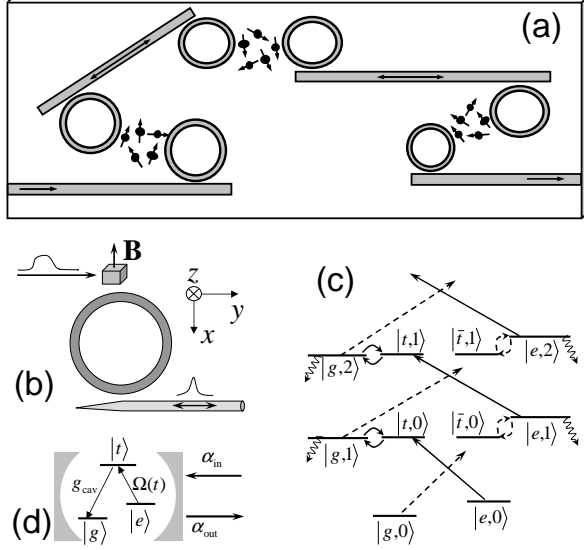 (a)
B
z
y
x
(b)
(c)
|t,1⟩ |t̄,1⟩
|g,2⟩ |e,2⟩
|t,0⟩ |t̄,0⟩
|g,1⟩ |e,1⟩
|g,0⟩ |e,0⟩
|t⟩
g_cav Ω(t)
|g⟩ |e⟩
α_in
α_out
(d)